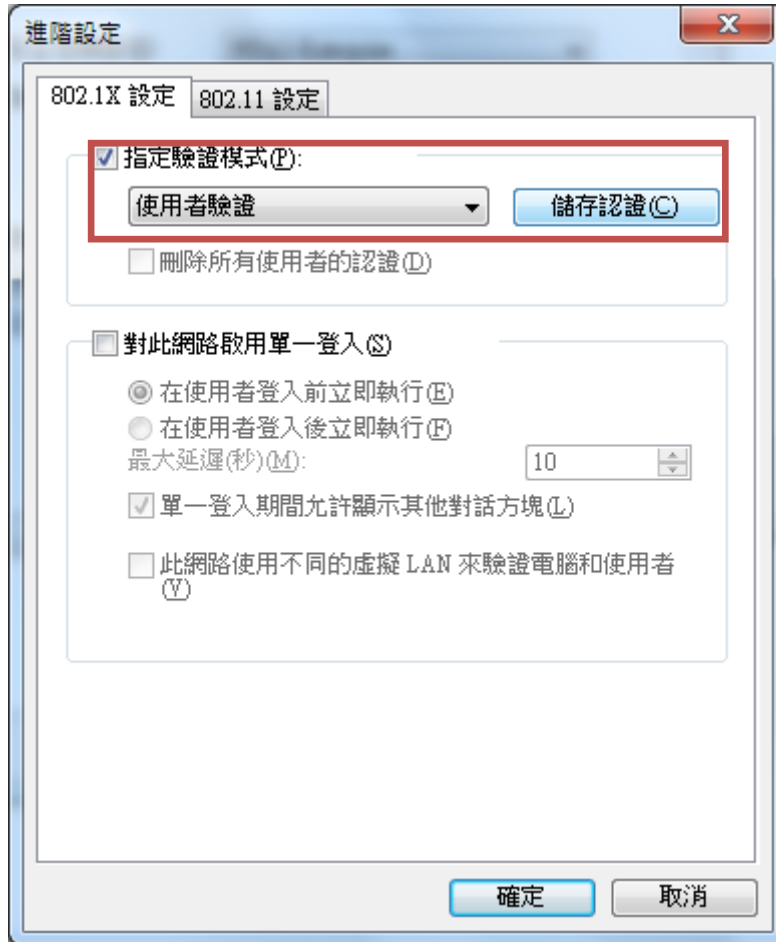 進階設定
802.1X 設定 802.11 設定
指定驗證模式(P):
使用者驗證 儲存認證(C)
刪除所有使用者的認證(D)
對此網路啟用單一登入(S)
在使用者登入前立即執行(E)
在使用者登入後立即執行(F)
最大延遲(秒)(M): 10
單一登入期間允許顯示其他對話方塊(L)
此網路使用不同的虛擬 LAN 來驗證電腦和使用者
(V)
確定 取消